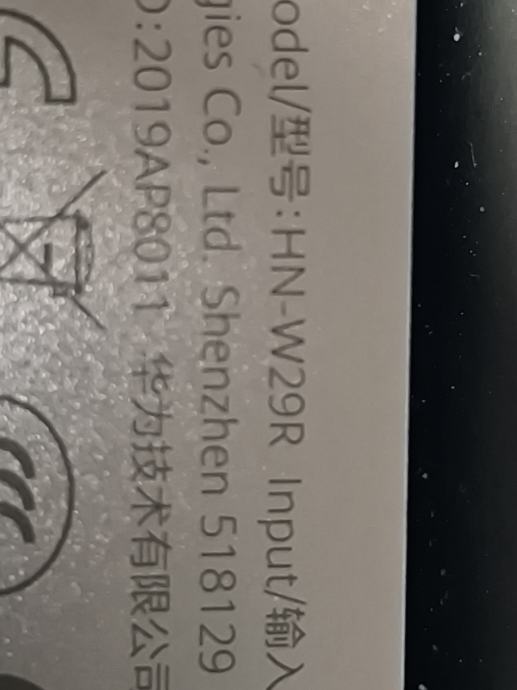 odel/型号:HN-W29R Input/输入
gies Co., Ltd. Shenzhen 518129
D:2019AP8011 华为技术有限公司